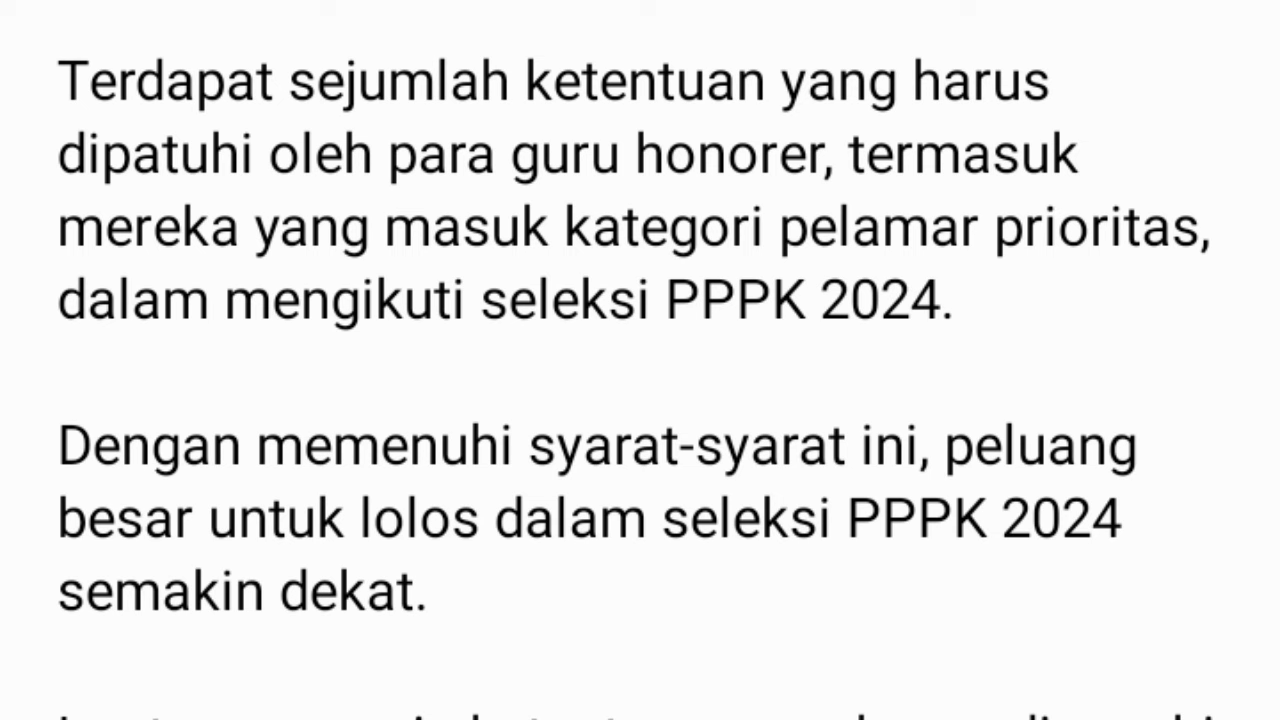 Terdapat sejumlah ketentuan yang harus
dipatuhi oleh para guru honorer, termasuk
mereka yang masuk kategori pelamar prioritas,
dalam mengikuti seleksi PPPK 2024.
Dengan memenuhi syarat-syarat ini, peluang
besar untuk lolos dalam seleksi PPPK 2024
semakin dekat.